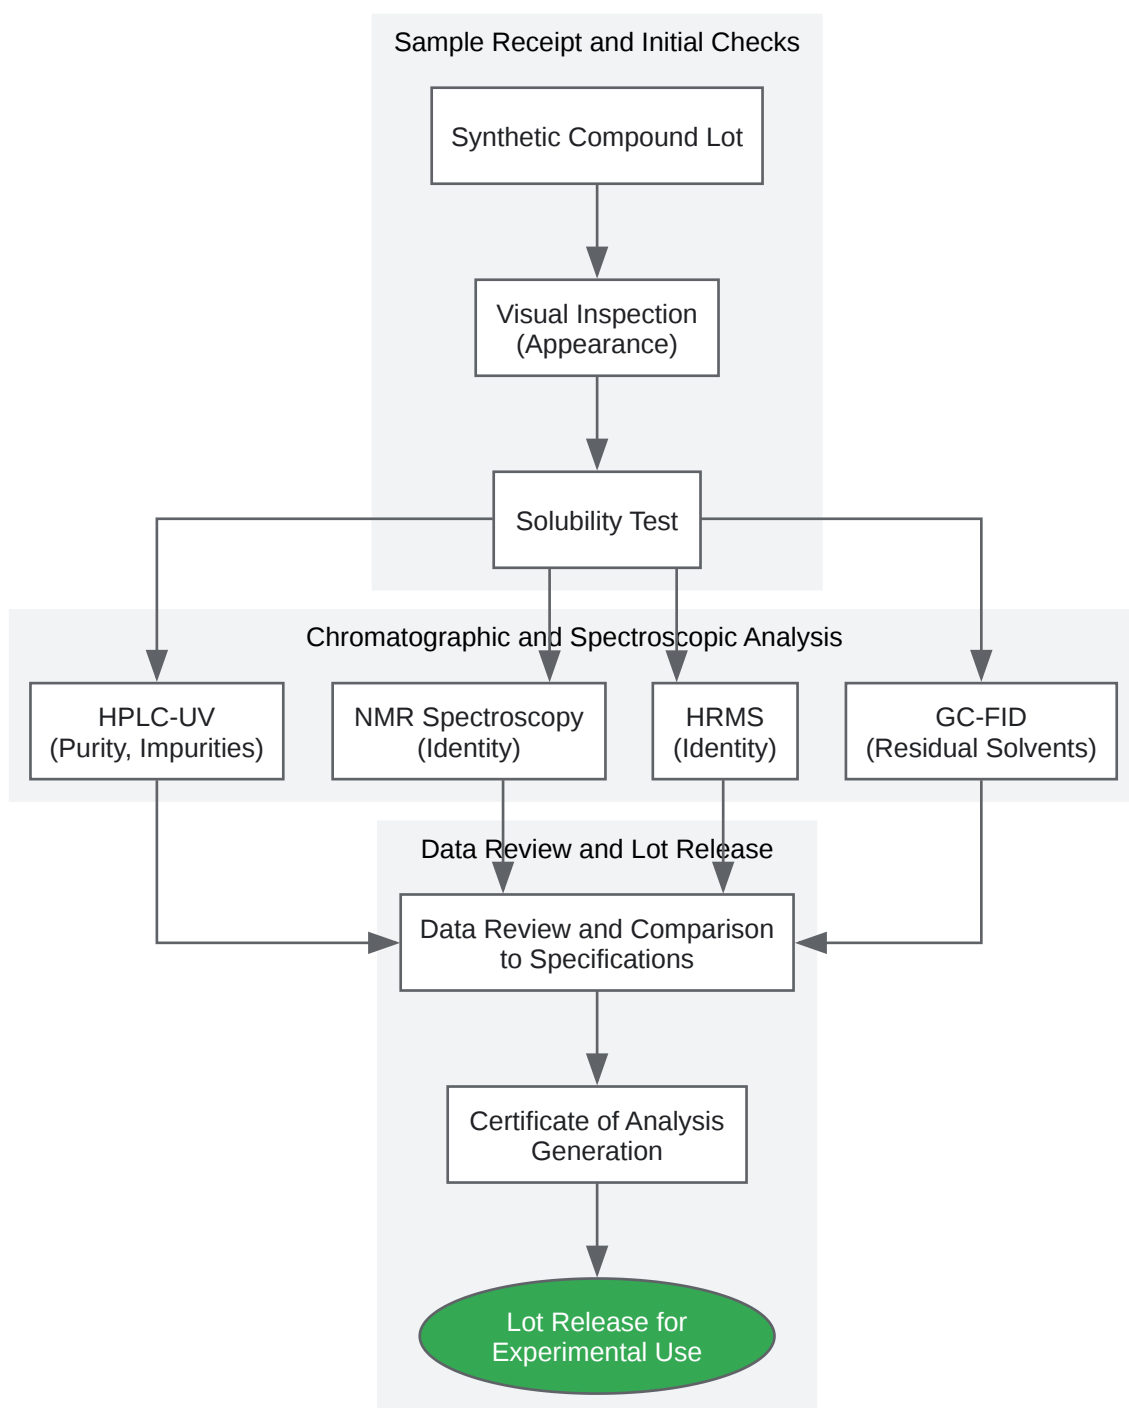 Sample Receipt and Initial Checks
Synthetic Compound Lot
Visual Inspection
(Appearance)
Solubility Test
Chromatographic and Spectroscopic Analysis
HPLC-UV
(Purity, Impurities)
NMR Spectroscopy
(Identity)
HRMS
(Identity)
GC-FID
(Residual Solvents)
Data Review and Lot Release
Data Review and Comparison
to Specifications
Certificate of Analysis
Generation
Lot Release for
Experimental Use